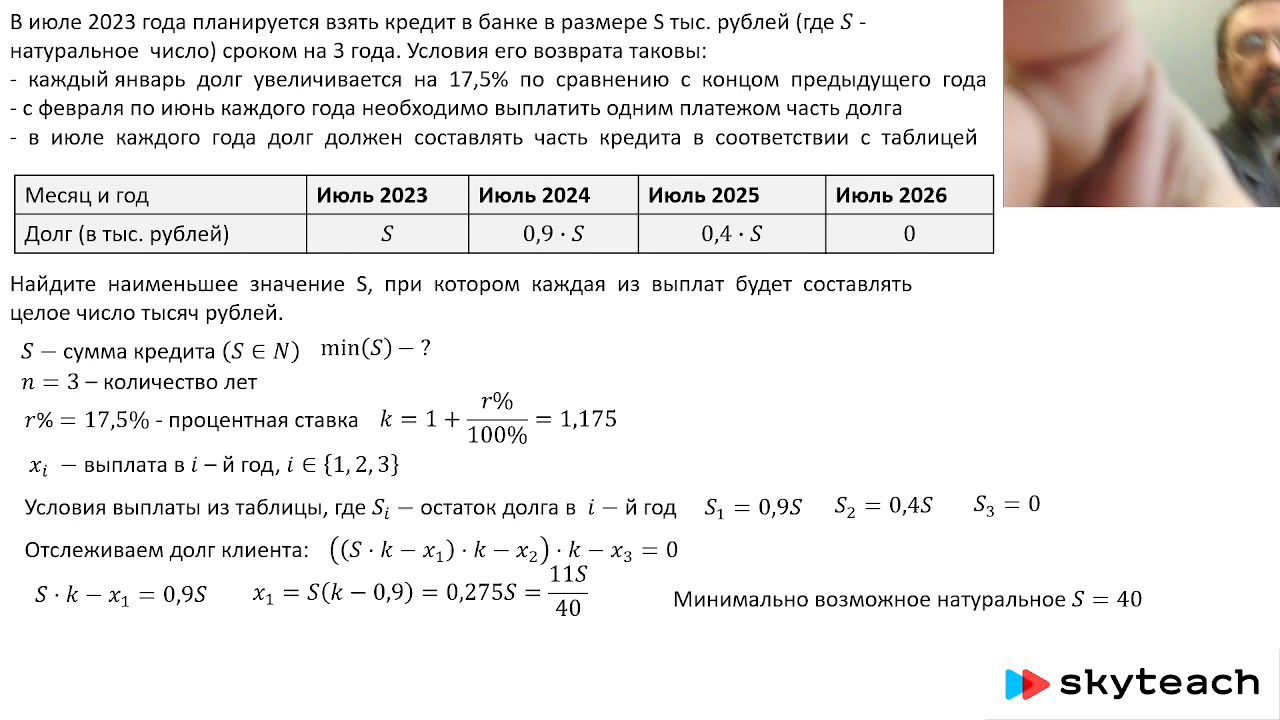 В июле 2023 года планируется взять кредит в банке в размере S тыс. рублей (где S -
натуральное число) сроком на 3 года. Условия его возврата таковы:
- каждый январь долг увеличивается на 17,5% по сравнению с концом предыдущего года
- с февраля по июнь каждого года необходимо выплатить одним платежом часть долга
- в июле каждого года долг должен составлять часть кредита в соответствии с таблицей
Месяц и год Июль 2023 Июль 2024 Июль 2025 Июль 2026
Долг (в тыс. рублей) S 0,9 · S 0,4 · S 0
Найдите наименьшее значение S, при котором каждая из выплат будет составлять
целое число тысяч рублей.
S − сумма кредита (S ∈ N) min(S) − ?
n = 3 – количество лет
r% = 17,5% - процентная ставка k = 1 + r%/100% = 1,175
xᵢ − выплата в i – й год, i ∈ {1, 2, 3}
Условия выплаты из таблицы, где Sᵢ − остаток долга в i − й год S₁ = 0,9S S₂ = 0,4S S₃ = 0
Отслеживаем долг клиента: ((S · k − x₁) · k − x₂) · k − x₃ = 0
S · k − x₁ = 0,9S x₁ = S(k − 0,9) = 0,275S = 11S/40 Минимально возможное натуральное S = 40
skyteach